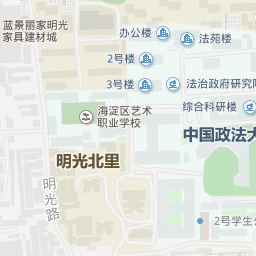 蓝景丽家明光
家具建材城
办公楼
法苑楼
2号楼
3号楼
法治政府研究院
综合科研楼
海淀区艺术
职业学校
中国政法大
明光北里
明光路
2号学生公